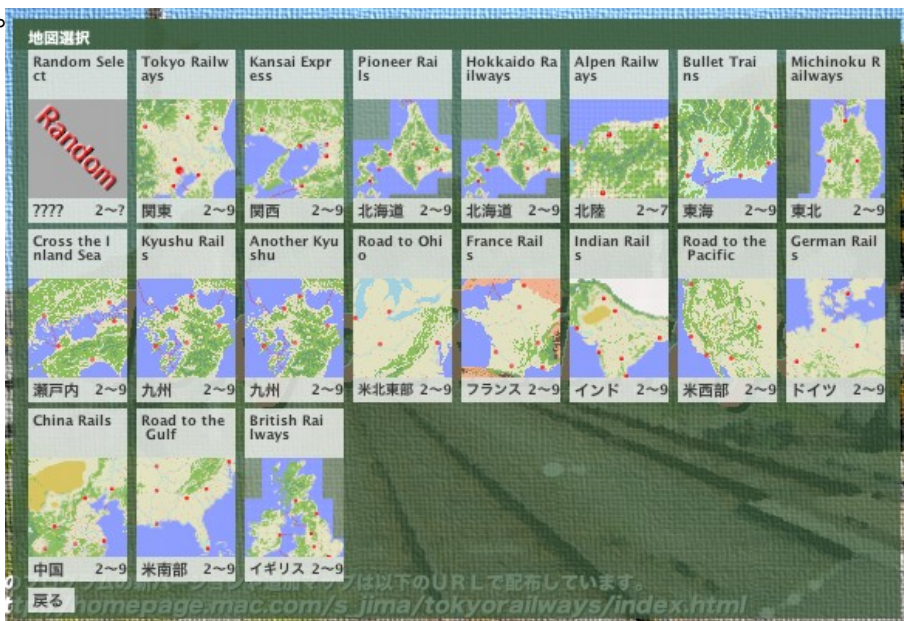 地図選択
Random Sele
ct
Random
???? 2〜?
Tokyo Railw
ays
関東 2〜9
Kansai Expr
ess
関西 2〜9
Pioneer Rai
ls
北海道 2〜9
Hokkaido Ra
ilways
北海道 2〜9
Alpen Railw
ays
北陸 2〜7
Bullet Trai
ns
東海 2〜9
Michinoku R
ailways
東北 2〜9
Cross the I
nland Sea
瀬戸内 2〜9
Kyushu Rail
s
九州 2〜9
Another Kyu
shu
九州 2〜9
Road to Ohi
o
米北東部 2〜9
France Rail
s
フランス 2〜9
Indian Rail
s
インド 2〜9
Road to the
Pacific
米西部 2〜9
German Rail
s
ドイツ 2〜9
China Rails
中国 2〜9
Road to the
Gulf
米南部 2〜9
British Rai
lways
イギリス 2〜9
は以下のURLで配布しています。
homepage.mac.com/s_jima/tokyorailways/index.html
戻る